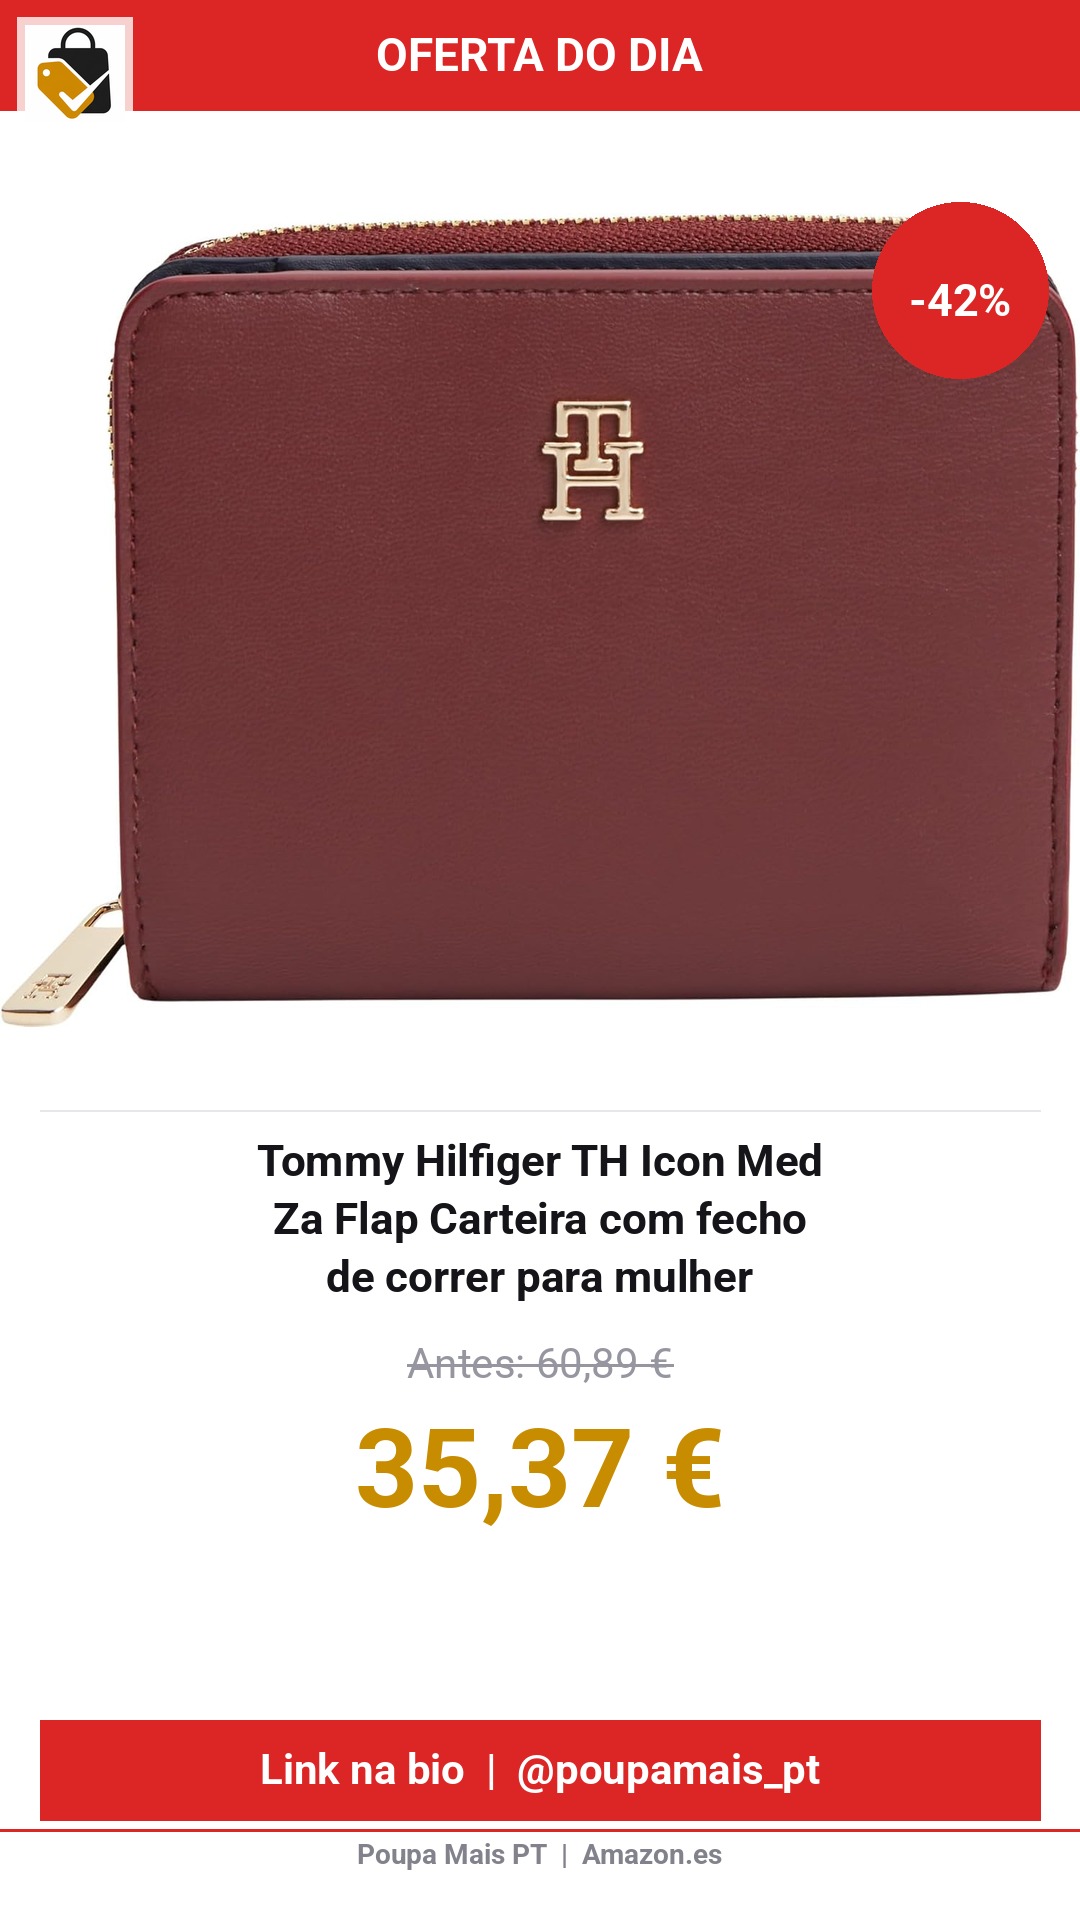 OFERTA DO DIA
-42%
TH
Tommy Hilfiger TH Icon Med
Za Flap Carteira com fecho
de correr para mulher
Antes: 60,89 €
35,37 €
Link na bio | @poupamais_pt
Poupa Mais PT | Amazon.es